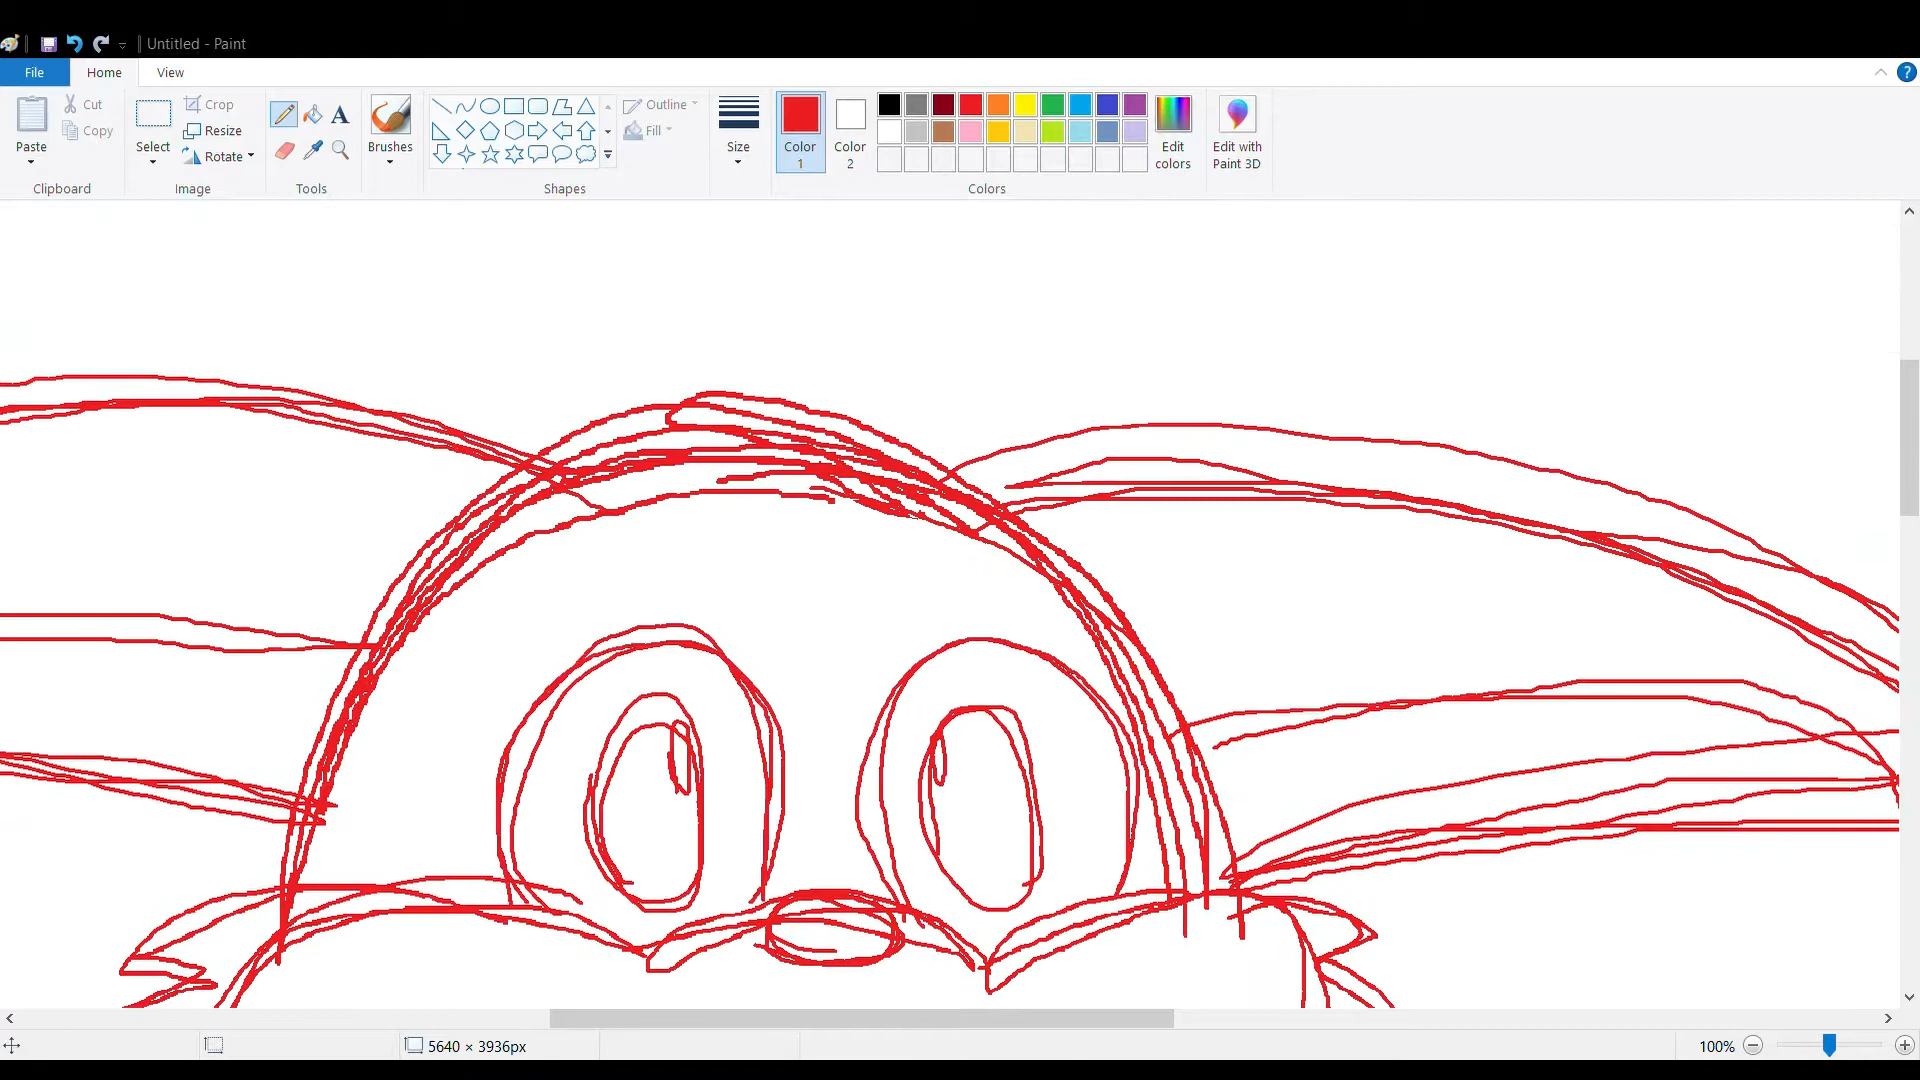 Untitled - Paint
File Home View
Paste
Cut
Copy
Clipboard
Select
Crop
Resize
Rotate
Image
A
Tools
Brushes
Shapes
Outline
Fill
Size
Color
1
Color
2
Colors
Edit
colors
Edit with
Paint 3D
?
5640 × 3936px
100%